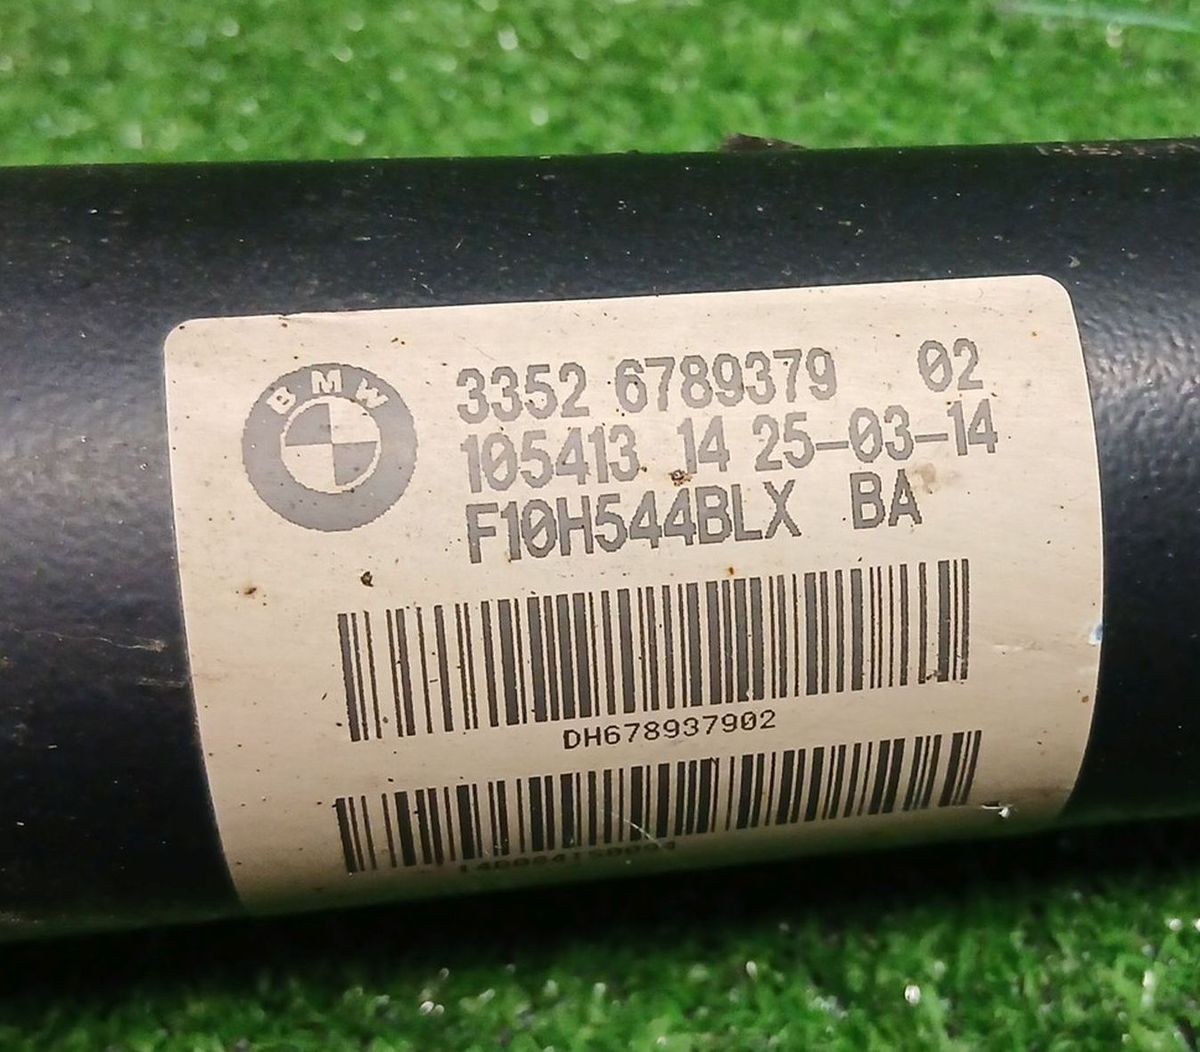 BMW
3352 6789379 02
105413 14 25-03-14
F10H544BLX BA
DH678937902